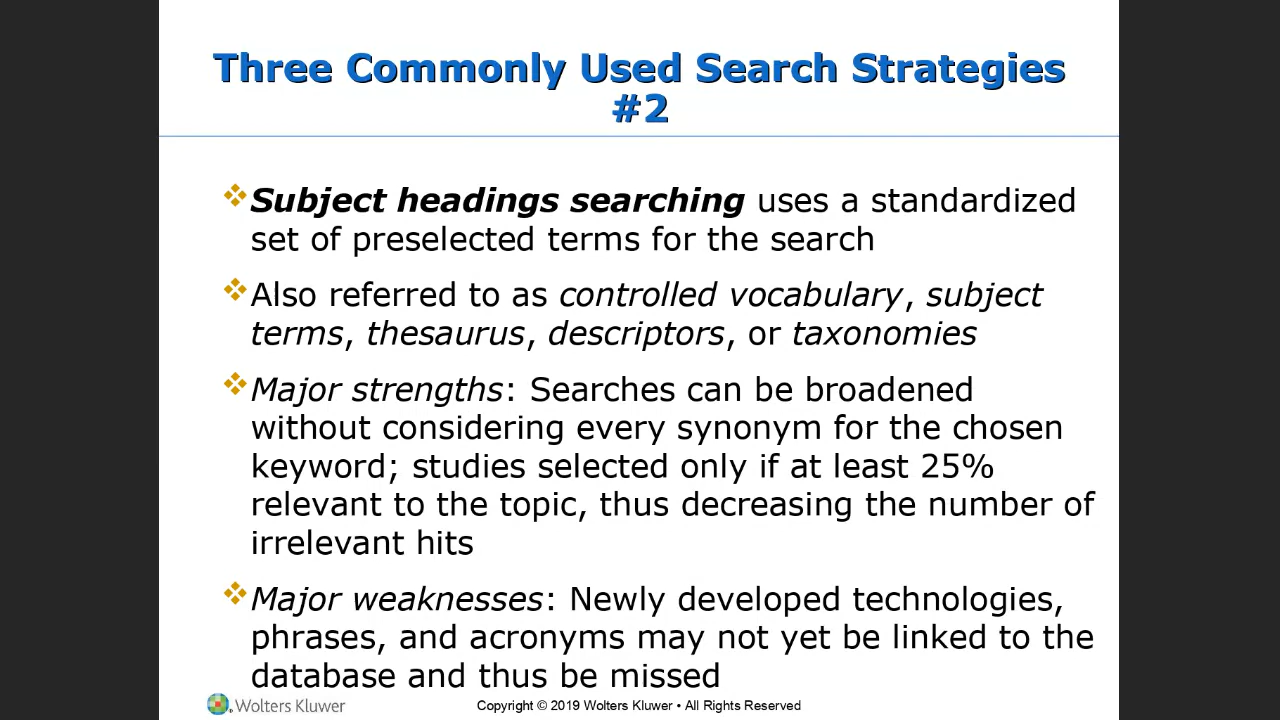 Three Commonly Used Search Strategies
#2
Subject headings searching uses a standardized
set of preselected terms for the search
Also referred to as controlled vocabulary, subject
terms, thesaurus, descriptors, or taxonomies
Major strengths: Searches can be broadened
without considering every synonym for the chosen
keyword; studies selected only if at least 25%
relevant to the topic, thus decreasing the number of
irrelevant hits
Major weaknesses: Newly developed technologies,
phrases, and acronyms may not yet be linked to the
database and thus be missed
Wolters Kluwer
Copyright © 2019 Wolters Kluwer • All Rights Reserved